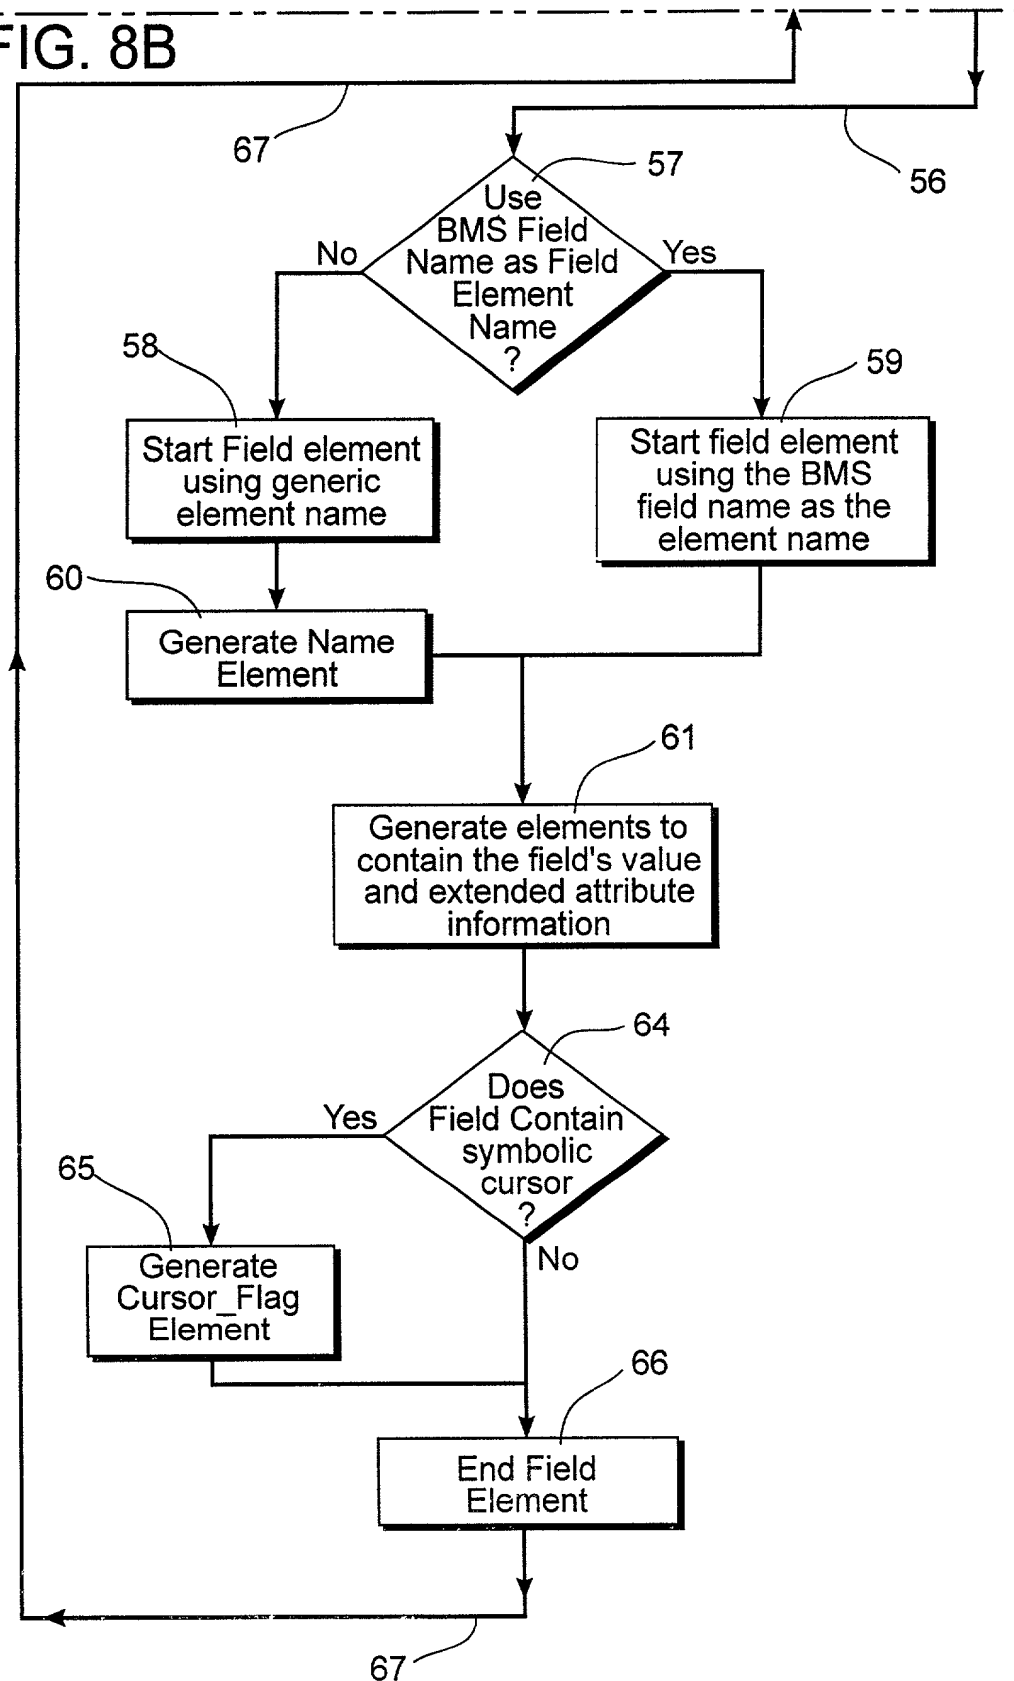 FIG. 8B
67
56
57
Use
BMS Field
Name as Field
Element
Name
?
No
Yes
58
59
Start Field element
using generic
element name
Start field element
using the BMS
field name as the
element name
60
Generate Name
Element
61
Generate elements to
contain the field's value
and extended attribute
information
64
Does
Field Contain
symbolic
cursor
?
Yes
No
65
Generate
Cursor_Flag
Element
66
End Field
Element
67